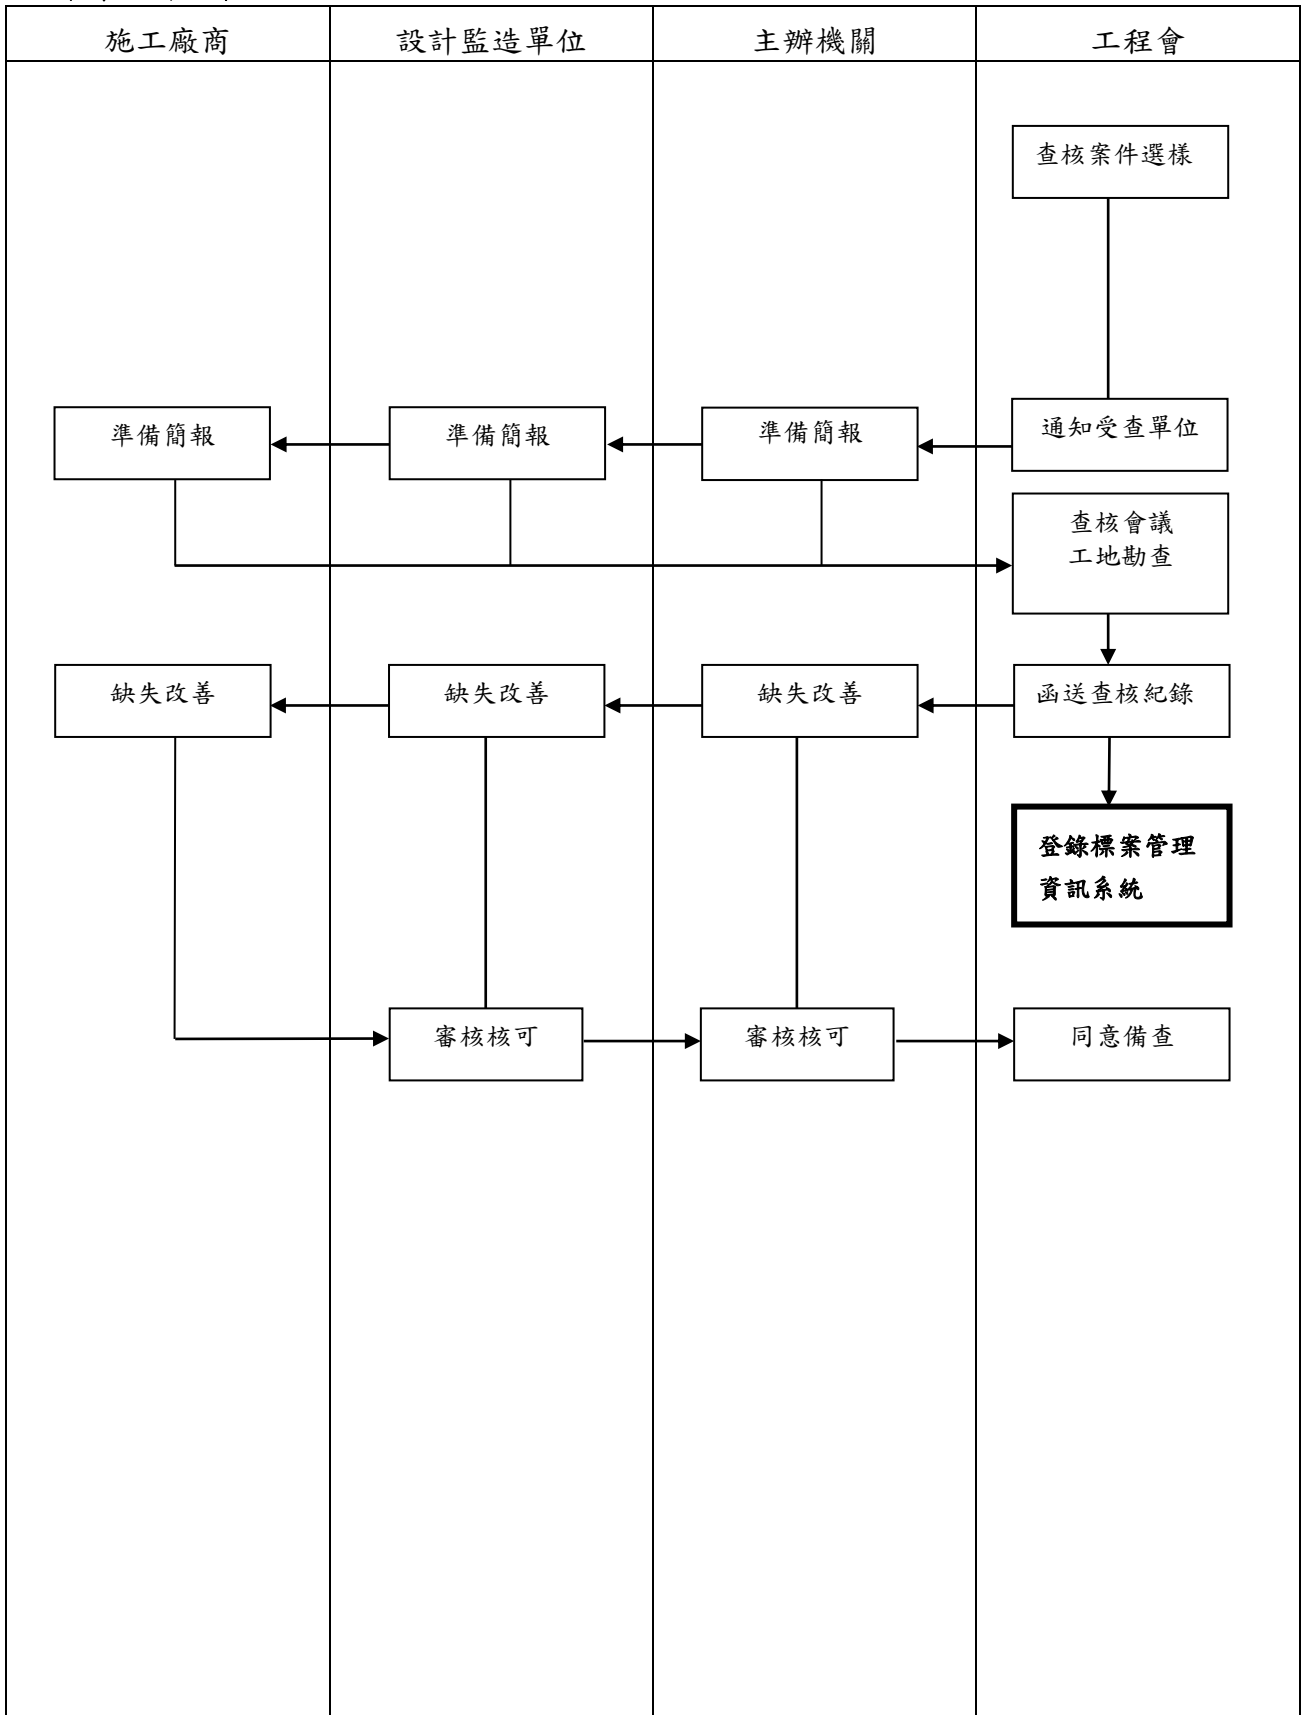 施工廠商
設計監造單位
主辦機關
工程會
查核案件選樣
準備簡報
準備簡報
準備簡報
通知受查單位
查核會議
工地勘查
缺失改善
缺失改善
缺失改善
函送查核紀錄
登錄標案管理
資訊系統
審核核可
審核核可
同意備查